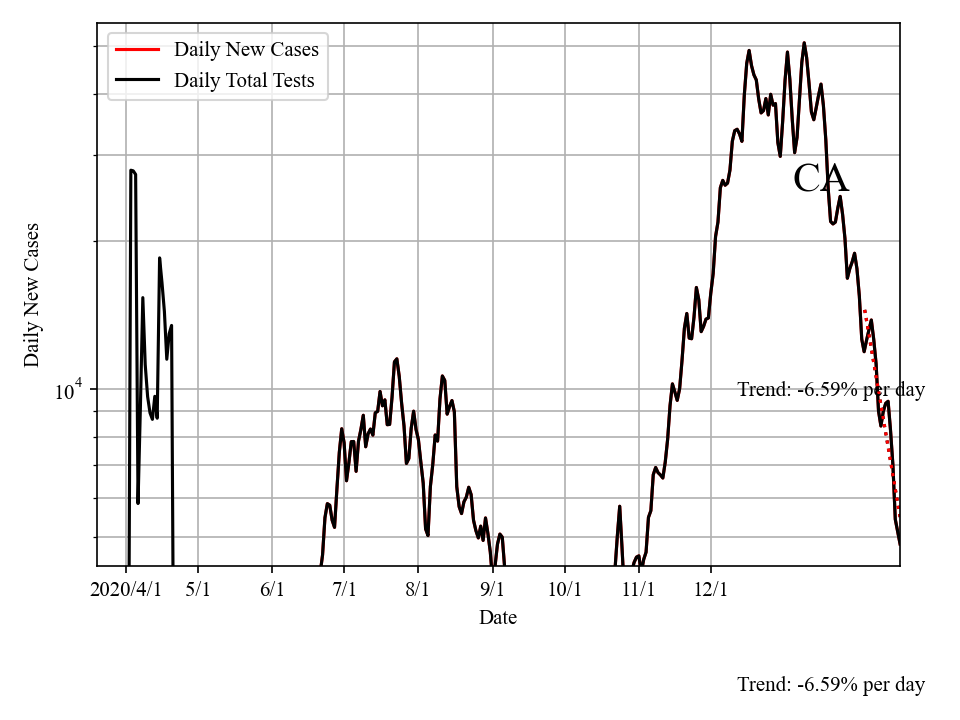 Daily New Cases
Daily Total Tests
CA
Daily New Cases
10^4
Trend: -6.59% per day
2020/4/1 5/1 6/1 7/1 8/1 9/1 10/1 11/1 12/1
Date
Trend: -6.59% per day